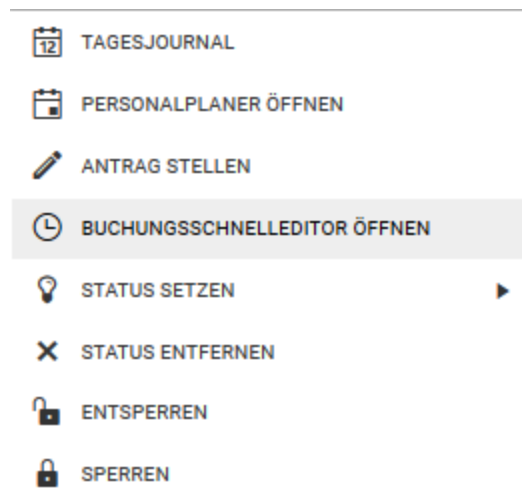 12 TAGESJOURNAL
PERSONALPLANER ÖFFNEN
ANTRAG STELLEN
BUCHUNGSSCHNELLEDITOR ÖFFNEN
STATUS SETZEN
STATUS ENTFERNEN
ENTSPERREN
SPERREN